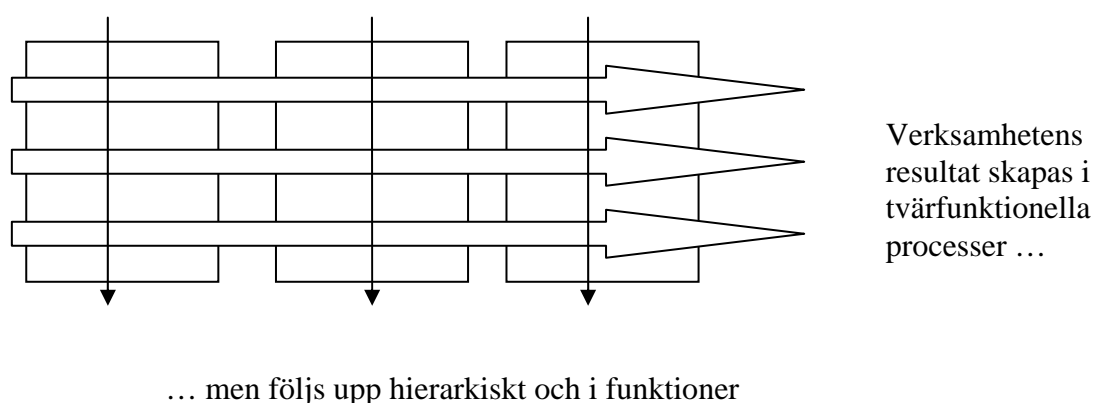 Verksamhetens
resultat skapas i
tvärfunktionella
processer …
… men följs upp hierarkiskt och i funktioner